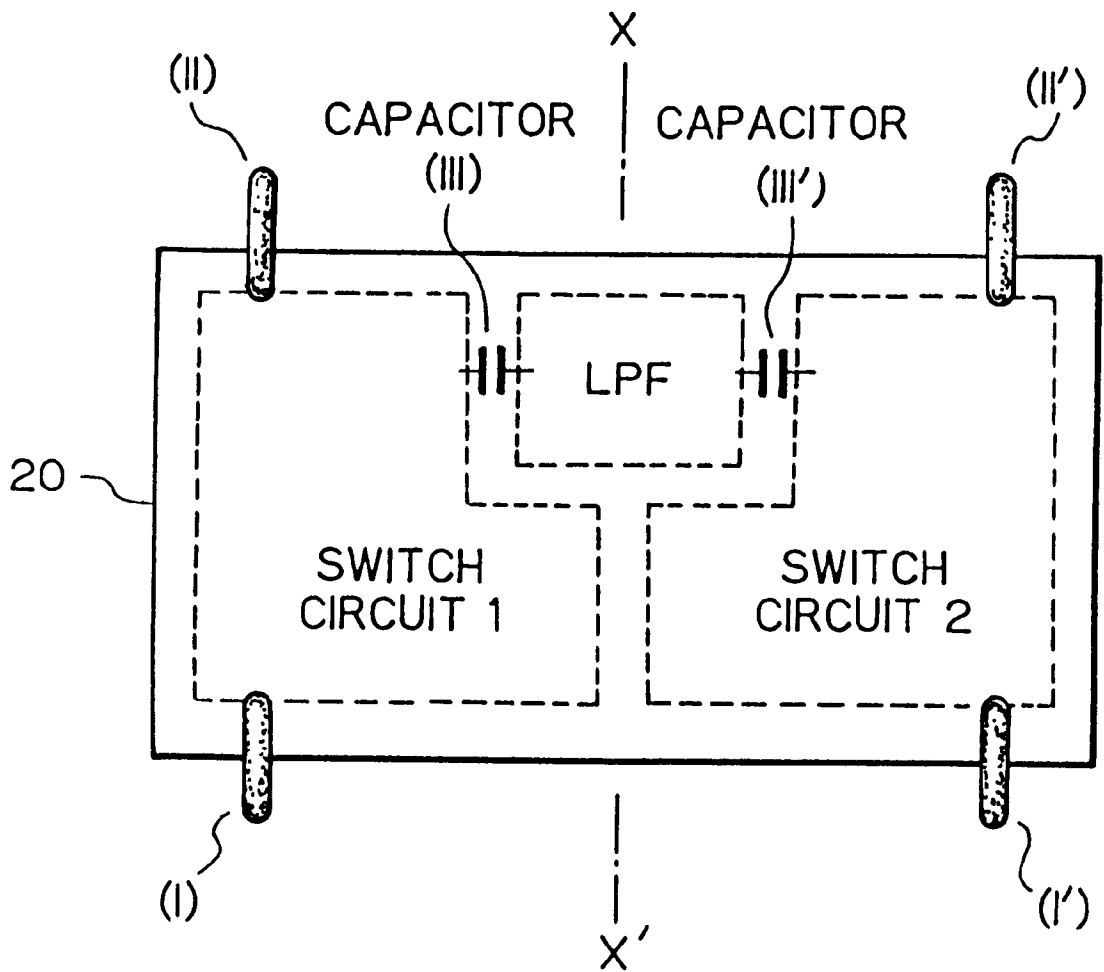 X
(II)
(II')
CAPACITOR
(III)
CAPACITOR
(III')
LPF
20
SWITCH
CIRCUIT 1
SWITCH
CIRCUIT 2
(I)
(I')
X'